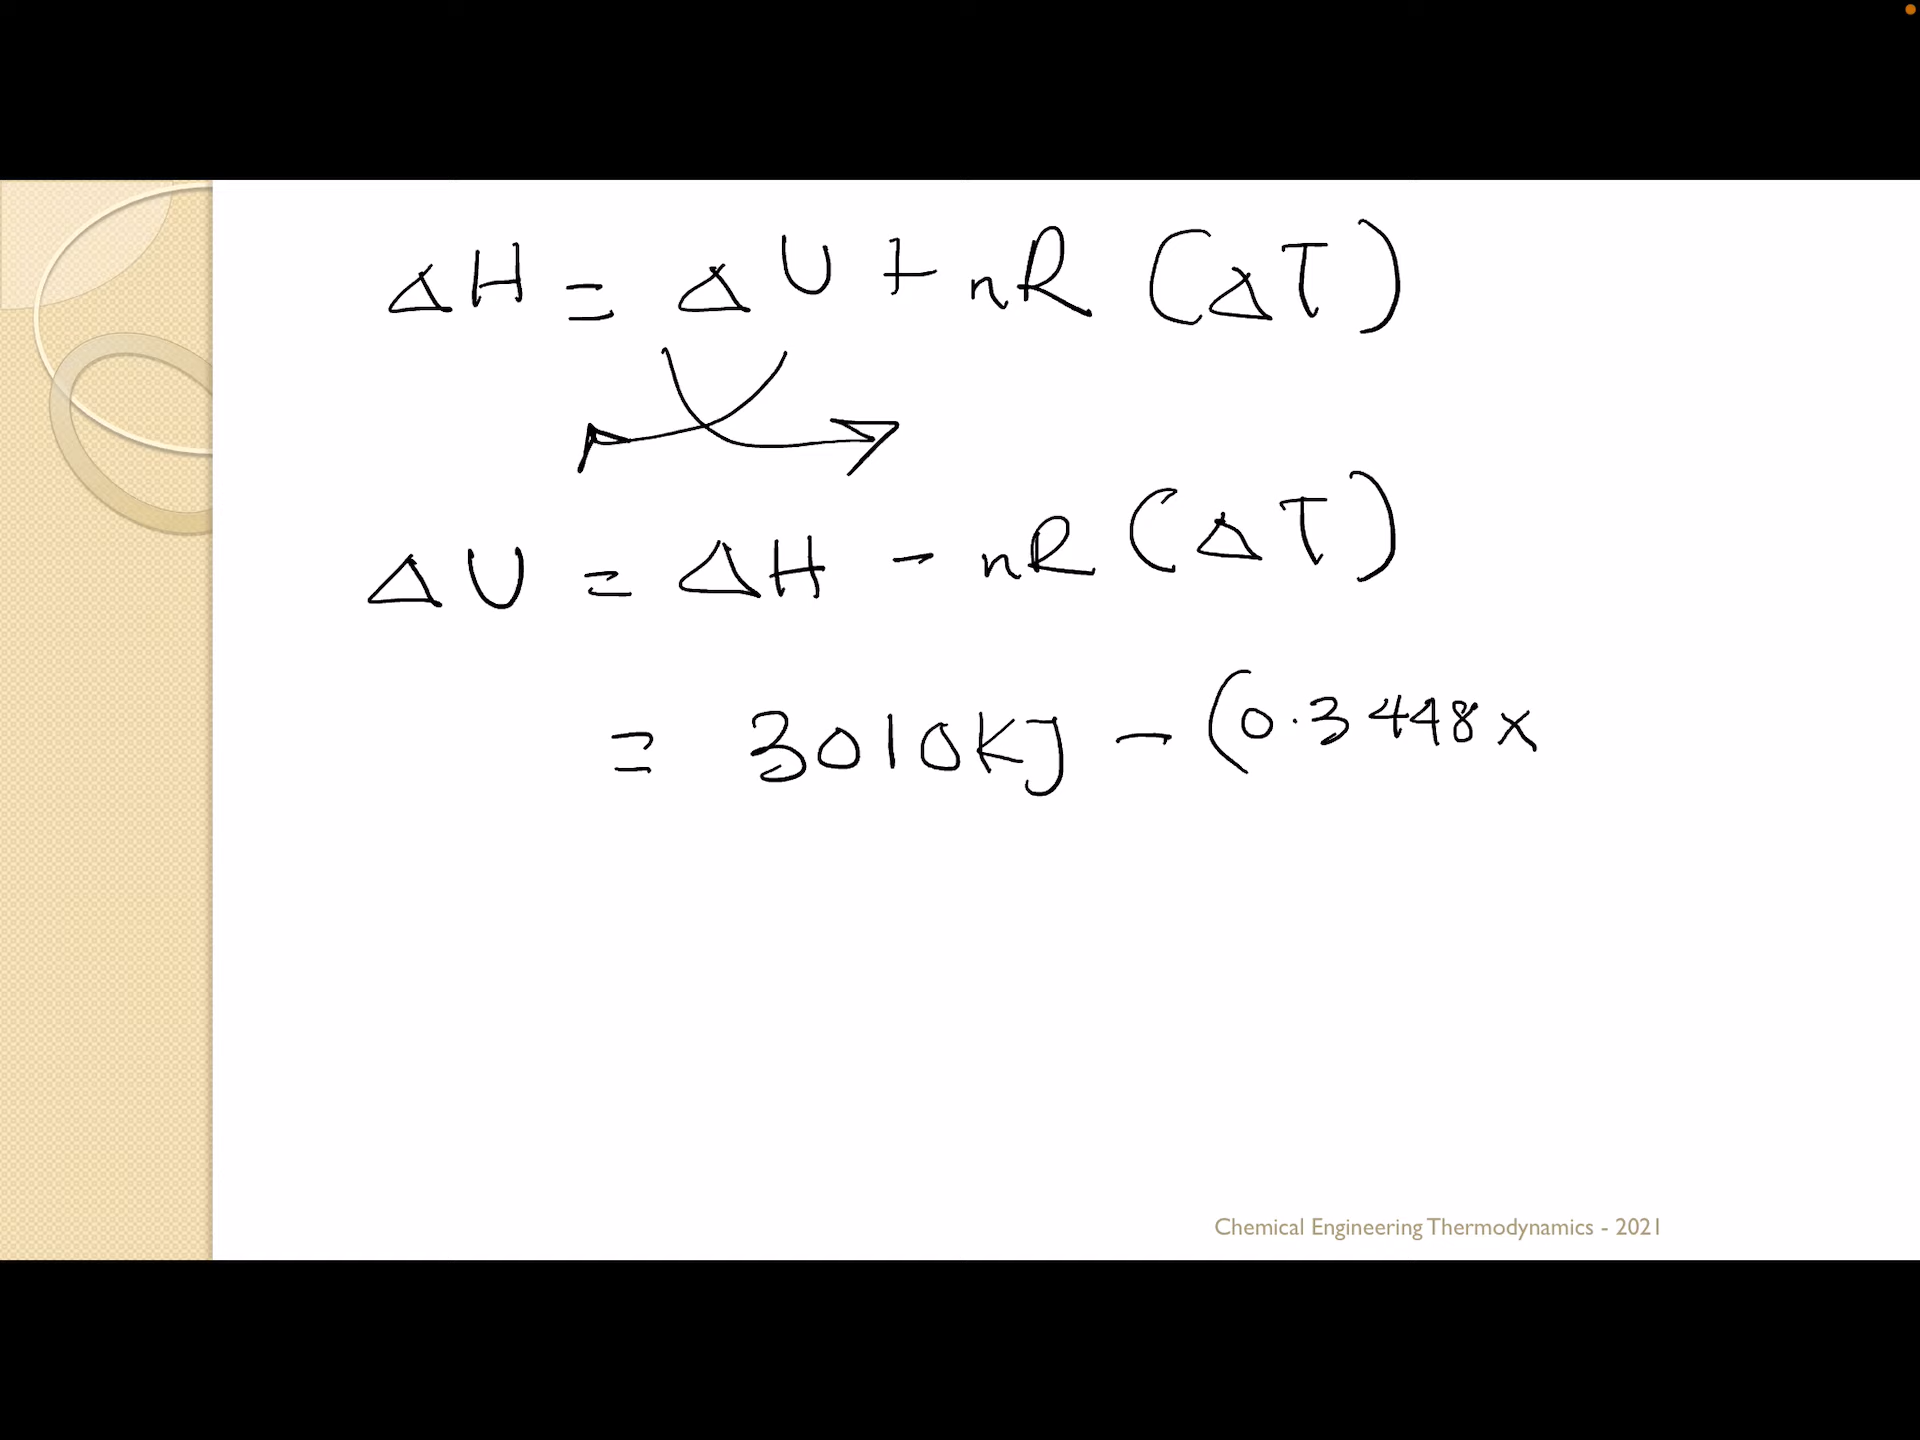 ΔH = ΔU + nR (ΔT)
ΔU = ΔH - nR (ΔT)
= 3010KJ - (0.3448 x
Chemical Engineering Thermodynamics - 2021